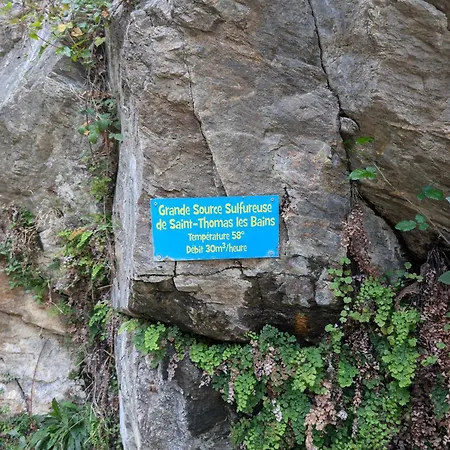 Grande Source Sulfureuse
de Saint-Thomas les Bains
Température 58°
Débit 30m³/heure